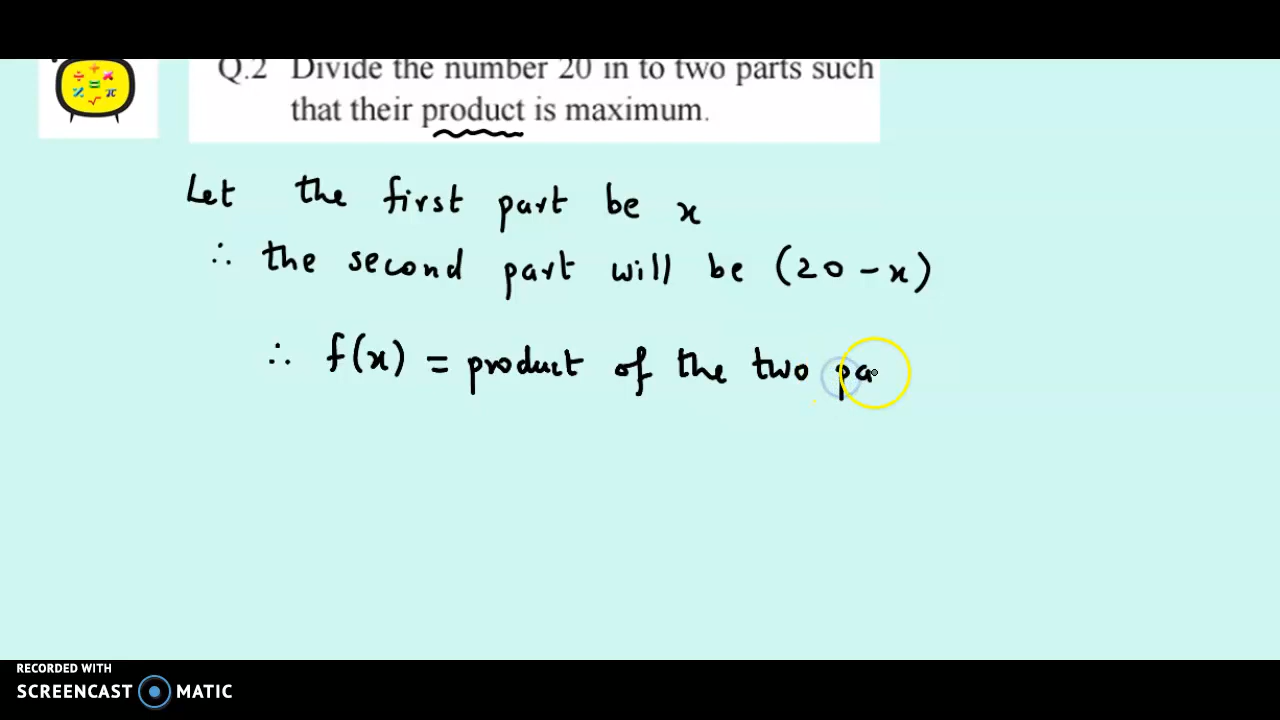 Q.2 Divide the number 20 in to two parts such
that their product is maximum.
Let the first part be x
∴ the second part will be (20 - x)
∴ f(x) = product of the two pa
RECORDED WITH
SCREENCAST MATIC